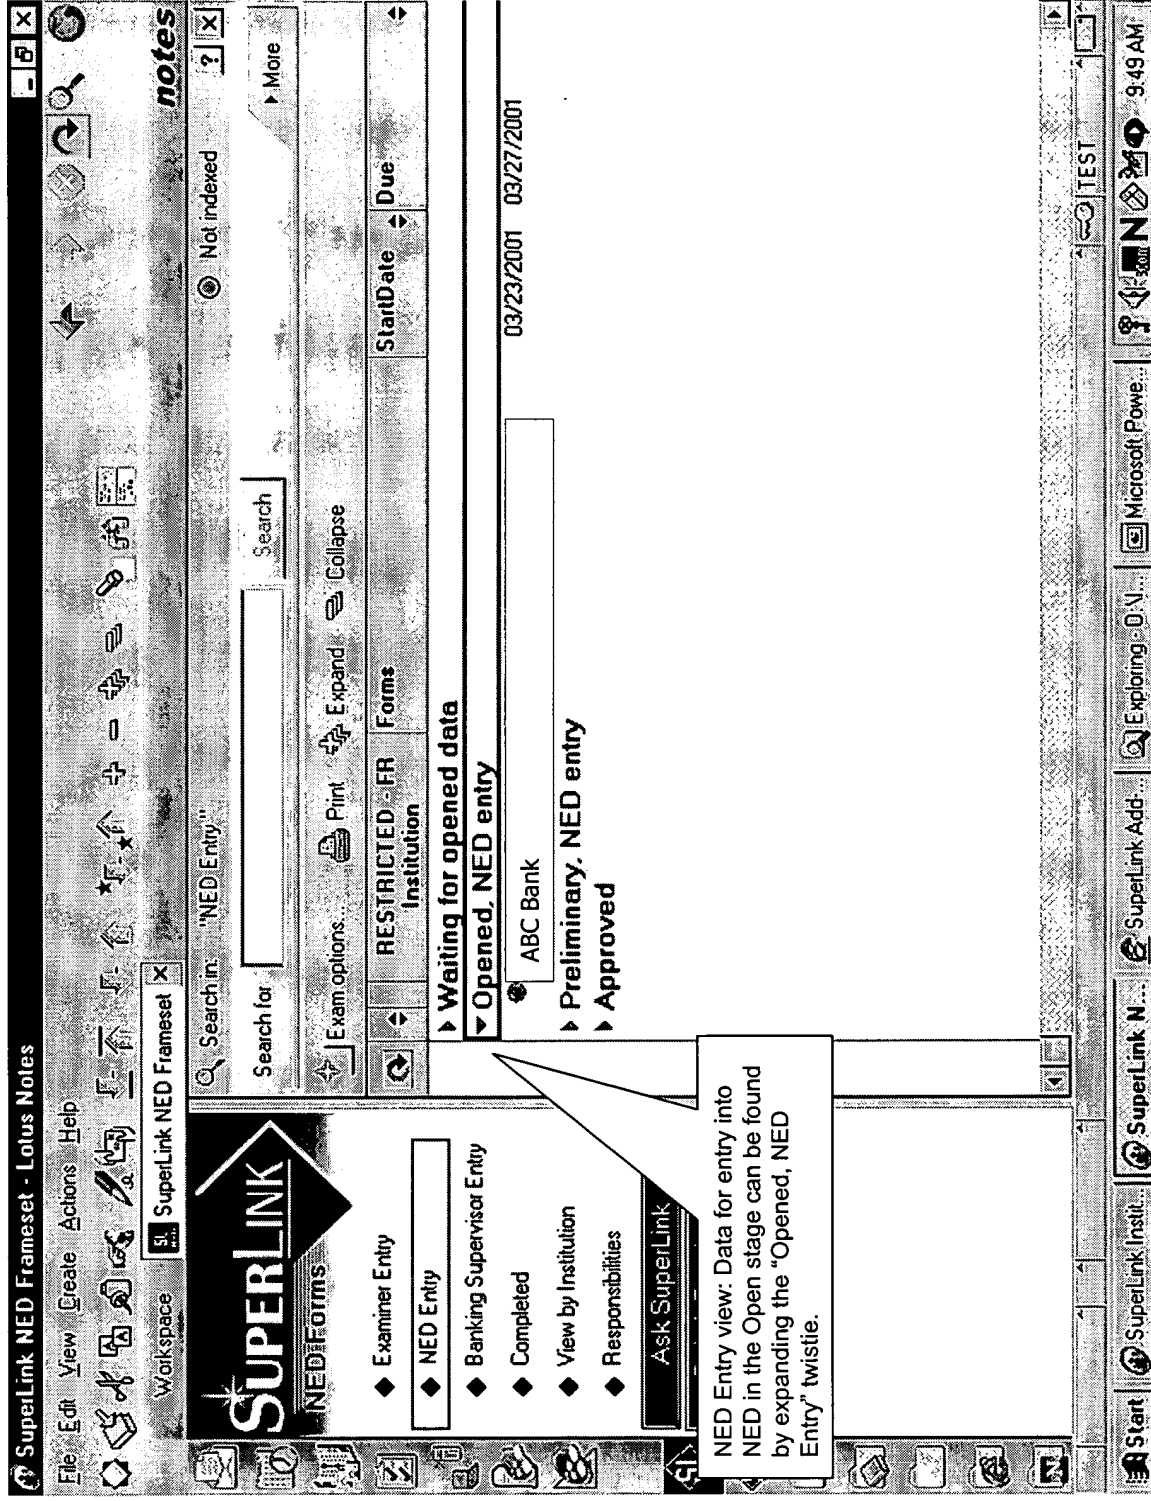 SuperLink NED Frameset - Lotus Notes
File Edit View Create Actions Help
Workspace
SuperLink NED Frameset
notes
SUPERLINK
NED Forms
Examiner Entry
NED Entry
Banking Supervisor Entry
Completed
View by Institution
Responsibilities
Ask SuperLink
Search in: "NED Entry"
Not indexed
Search for
Search
More
Exam options... Print Expand Collapse
RESTRICTED - FR
Institution
Forms
StartDate
Due
Waiting for opened data
Opened, NED entry
ABC Bank 03/23/2001 03/27/2001
Preliminary, NED entry
Approved
NED Entry view: Data for entry into
NED in the Open stage can be found
by expanding the “Opened, NED
Entry” twistie.
TEST
Start
SuperLink Instit...
SuperLink N...
SuperLink Add-...
Exploring - D:\I...
Microsoft Powe...
9:49 AM